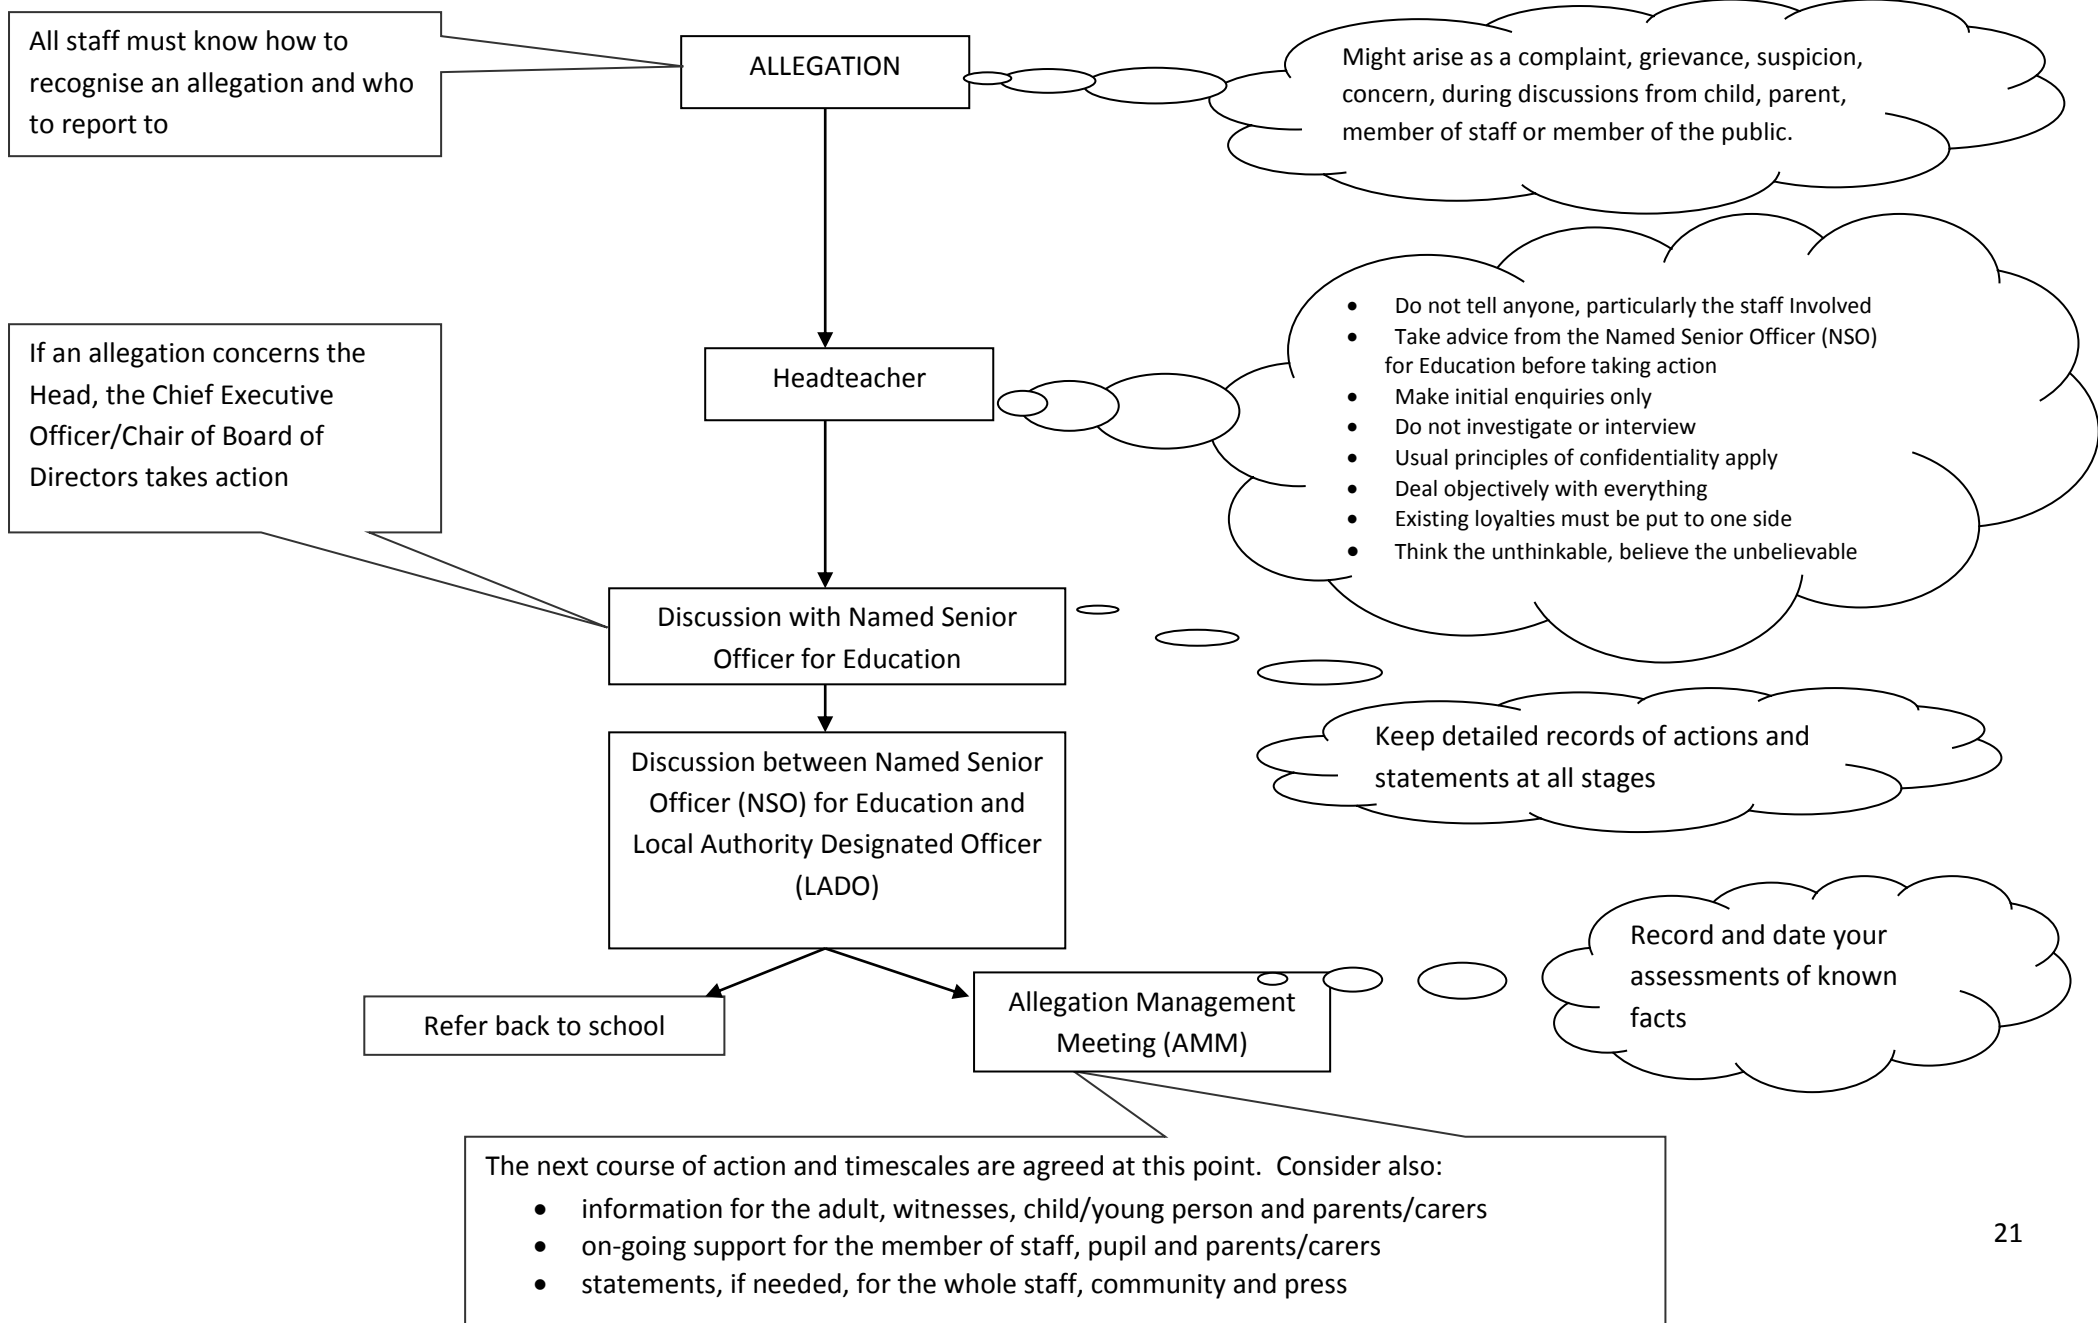 All staff must know how to
recognise an allegation and who
to report to
ALLEGATION
Might arise as a complaint, grievance, suspicion,
concern, during discussions from child, parent,
member of staff or member of the public.
If an allegation concerns the
Head, the Chief Executive
Officer/Chair of Board of
Directors takes action
Headteacher
• Do not tell anyone, particularly the staff Involved
• Take advice from the Named Senior Officer (NSO)
for Education before taking action
• Make initial enquiries only
• Do not investigate or interview
• Usual principles of confidentiality apply
• Deal objectively with everything
• Existing loyalties must be put to one side
• Think the unthinkable, believe the unbelievable
Discussion with Named Senior
Officer for Education
Keep detailed records of actions and
statements at all stages
Discussion between Named Senior
Officer (NSO) for Education and
Local Authority Designated Officer
(LADO)
Record and date your
assessments of known
facts
Refer back to school
Allegation Management
Meeting (AMM)
The next course of action and timescales are agreed at this point.  Consider also:
• information for the adult, witnesses, child/young person and parents/carers
• on-going support for the member of staff, pupil and parents/carers
• statements, if needed, for the whole staff, community and press
21